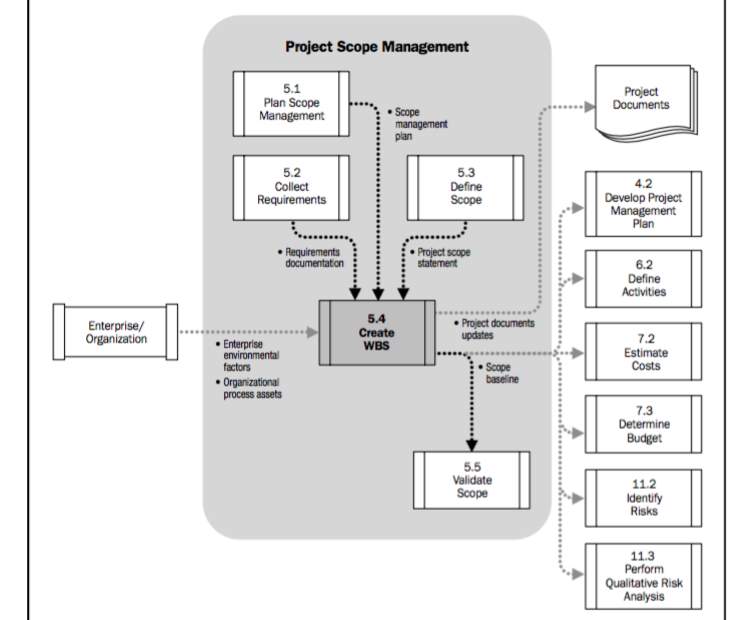 Project Scope Management
5.1
Plan Scope
Management
• Scope
management
plan
Project
Documents
5.2
Collect
Requirements
5.3
Define
Scope
4.2
Develop Project
Management
Plan
• Requirements
documentation
• Project scope
statement
6.2
Define
Activities
Enterprise/
Organization
• Enterprise
environmental
factors
• Organizational
process assets
5.4
Create
WBS
• Project documents
updates
• Scope
baseline
7.2
Estimate
Costs
7.3
Determine
Budget
5.5
Validate
Scope
11.2
Identify
Risks
11.3
Perform
Qualitative Risk
Analysis